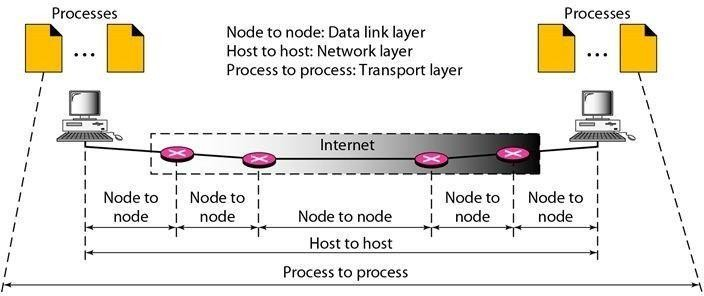 Processes
Processes
Node to node: Data link layer
Host to host: Network layer
Process to process: Transport layer
...
...
Internet
Node to
node
Node to
node
Node to node
Node to
node
Node to
node
Host to host
Process to process